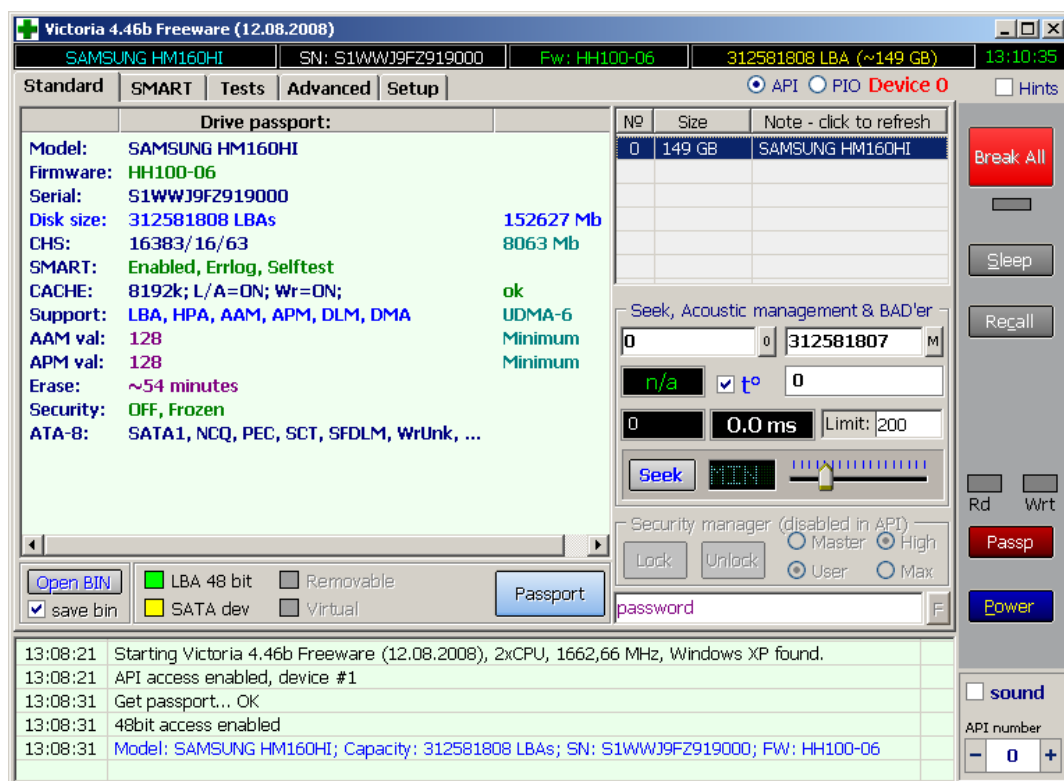 Victoria 4.46b Freeware (12.08.2008)
SAMSUNG HM160HI SN: S1WWJ9FZ919000 Fw: HH100-06 312581808 LBA (~149 GB) 13:10:35
Standard SMART Tests Advanced Setup API PIO Device 0 Hints
Drive passport:
Model: SAMSUNG HM160HI
Firmware: HH100-06
Serial: S1WWJ9FZ919000
Disk size: 312581808 LBAs 152627 Mb
CHS: 16383/16/63 8063 Mb
SMART: Enabled, Errlog, Selftest
CACHE: 8192k; L/A=ON; Wr=ON; ok
Support: LBA, HPA, AAM, APM, DLM, DMA UDMA-6
AAM val: 128 Minimum
APM val: 128 Minimum
Erase: ~54 minutes
Security: OFF, Frozen
ATA-8: SATA1, NCQ, PEC, SCT, SFDLM, WrUnk, ...
Open BIN
save bin
LBA 48 bit Removable
SATA dev Virtual
Passport
Nº Size Note - click to refresh
0 149 GB SAMSUNG HM160HI
Seek, Acoustic management & BAD'er
0 0 312581807 M
n/a tº 0
0 0.0 ms Limit: 200
Seek MIN
Security manager (disabled in API)
Lock Unlock Master High
User Max
password F
Break All
Sleep
Recall
Rd Wrt
Passp
Power
13:08:21 Starting Victoria 4.46b Freeware (12.08.2008), 2xCPU, 1662,66 MHz, Windows XP found.
13:08:21 API access enabled, device #1
13:08:31 Get passport... OK
13:08:31 48bit access enabled
13:08:31 Model: SAMSUNG HM160HI; Capacity: 312581808 LBAs; SN: S1WWJ9FZ919000; FW: HH100-06
sound
API number
- 0 +